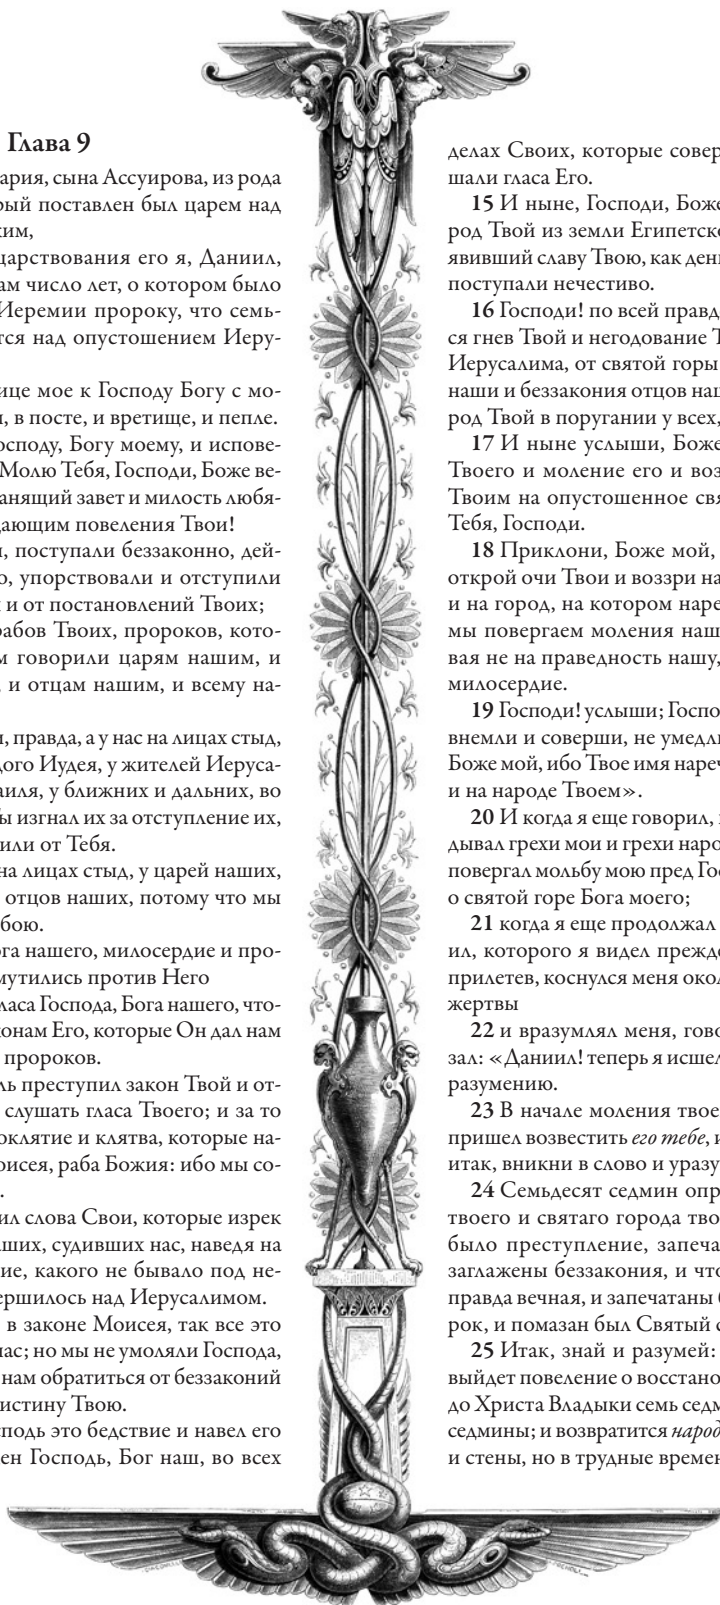 Глава 9
ария, сына Ассуирова, из рода
рый поставлен был царем над
ким,
царствования его я, Даниил,
ам число лет, о котором было
Иеремии пророку, что семь-
тся над опустошением Иеру-
ице мое к Господу Богу с мо-
и, в посте, и вретище, и пепле.
осподу, Богу моему, и испове-
Молю Тебя, Господи, Боже ве-
анящий завет и милость любя-
дающим повеления Твои!
и, поступали беззаконно, дей-
о, упорствовали и отступили
и от постановлений Твоих;
рабов Твоих, пророков, кото-
м говорили царям нашим, и
и отцам нашим, и всему на-
и, правда, а у нас на лицах стыд,
дого Иудея, у жителей Иеруса-
аиля, у ближних и дальних, во
ы изгнал их за отступление их,
или от Тебя.
на лицах стыд, у царей наших,
отцов наших, потому что мы
бою.
ога нашего, милосердие и про-
мутились против Него
ласа Господа, Бога нашего, что-
конам Его, которые Он дал нам
пророков.
ль преступил закон Твой и от-
слушать гласа Твоего; и за то
оклятие и клятва, которые на-
оисея, раба Божия: ибо мы со-
.
ил слова Свои, которые изрек
аших, судивших нас, наведя на
ие, какого не бывало под не-
ершилось над Иерусалимом.
в законе Моисея, так все это
нас; но мы не умоляли Господа,
нам обратиться от беззаконий
истину Твою.
сподь это бедствие и навел его
ен Господь, Бог наш, во всех
делах Своих, которые совер
шали гласа Его.
15 И ныне, Господи, Боже
род Твой из земли Египетско
явивший славу Твою, как день
поступали нечестиво.
16 Господи! по всей правд
ся гнев Твой и негодование Т
Иерусалима, от святой горы
наши и беззакония отцов наш
род Твой в поругании у всех,
17 И ныне услыши, Боже
Твоего и моление его и воз
Твоим на опустошенное свя
Тебя, Господи.
18 Приклони, Боже мой,
открой очи Твои и воззри на
и на город, на котором наре
мы повергаем моления наш
вая не на праведность нашу,
милосердие.
19 Господи! услыши; Госпо
внемли и соверши, не умедли
Боже мой, ибо Твое имя нареч
и на народе Твоем».
20 И когда я еще говорил,
дывал грехи мои и грехи наро
повергал мольбу мою пред Гос
о святой горе Бога моего;
21 когда я еще продолжал
ил, которого я видел прежде
прилетев, коснулся меня окол
жертвы
22 и вразумлял меня, гово
зал: «Даниил! теперь я исшел
разумению.
23 В начале моления твое
пришел возвестить его тебе, и
итак, вникни в слово и уразу
24 Семьдесят седмин опр
твоего и святаго города тво
было преступление, запеча
заглажены беззакония, и что
правда вечная, и запечатаны
рок, и помазан был Святый с
25 Итак, знай и разумей:
выйдет повеление о восстано
до Христа Владыки семь седм
седмины; и возвратится народ
и стены, но в трудные времен